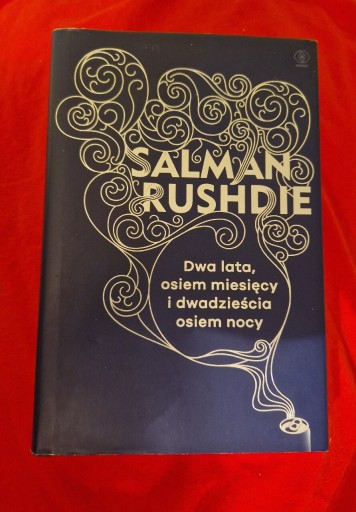 SALMAN
RUSHDIE
Dwa lata,
osiem miesięcy
i dwadzieścia
osiem nocy